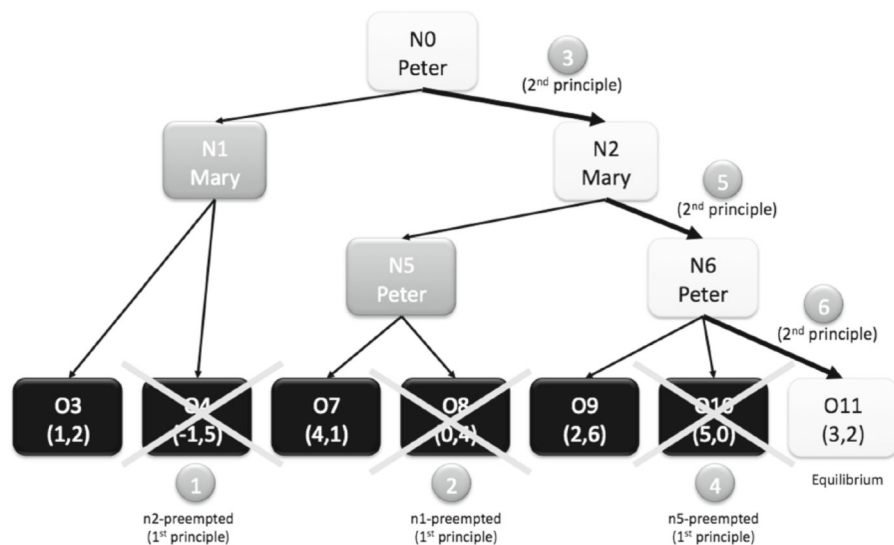 N0
Peter
3
(2nd principle)
N1
Mary
N2
Mary
5
(2nd principle)
N5
Peter
N6
Peter
6
(2nd principle)
O3
(1,2)
O4
(-1,5)
O7
(4,1)
O8
(0,4)
O9
(2,6)
O10
(5,0)
O11
(3,2)
Equilibrium
1
n2-preempted
(1st principle)
2
n1-preempted
(1st principle)
4
n5-preempted
(1st principle)